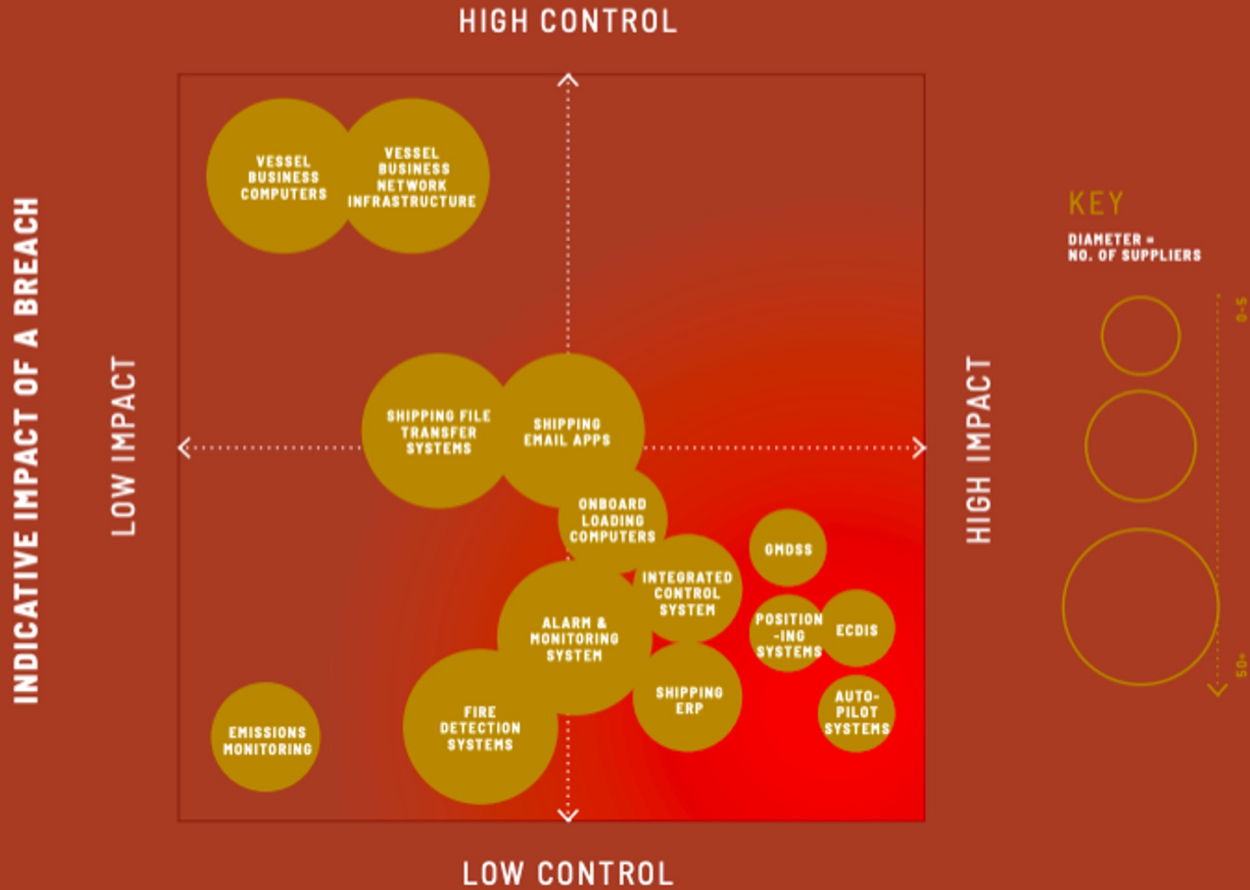 HIGH CONTROL
INDICATIVE IMPACT OF A BREACH
LOW IMPACT
HIGH IMPACT
VESSEL
BUSINESS
COMPUTERS
VESSEL
BUSINESS
NETWORK
INFRASTRUCTURE
SHIPPING FILE
TRANSFER
SYSTEMS
SHIPPING
EMAIL APPS
ONBOARD
LOADING
COMPUTERS
GMDSS
INTEGRATED
CONTROL
SYSTEM
POSITION
-ING
SYSTEMS
ECDIS
ALARM &
MONITORING
SYSTEM
SHIPPING
ERP
AUTO-
PILOT
SYSTEMS
FIRE
DETECTION
SYSTEMS
EMISSIONS
MONITORING
LOW CONTROL
KEY
DIAMETER =
NO. OF SUPPLIERS
0-5
50+